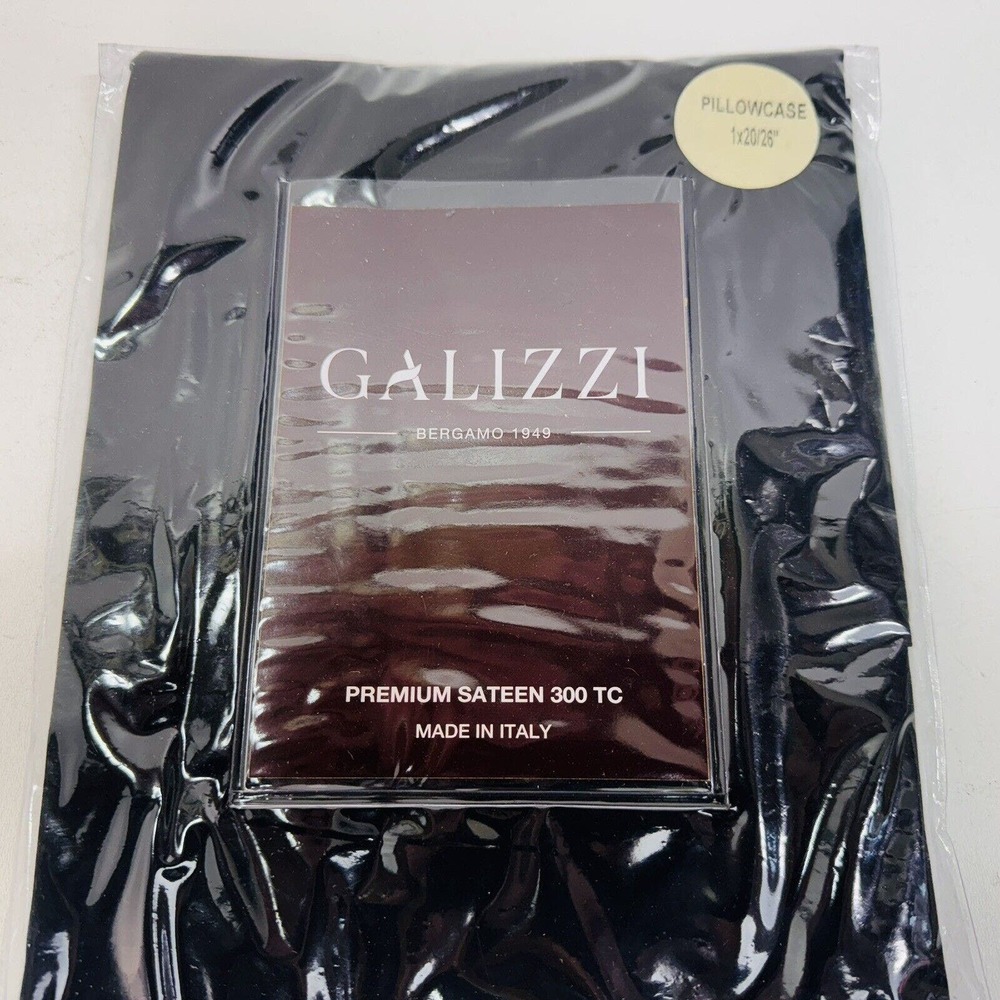 PILLOWCASE
1x20/26"
GALIZZI
BERGAMO 1949
PREMIUM SATEEN 300 TC
MADE IN ITALY